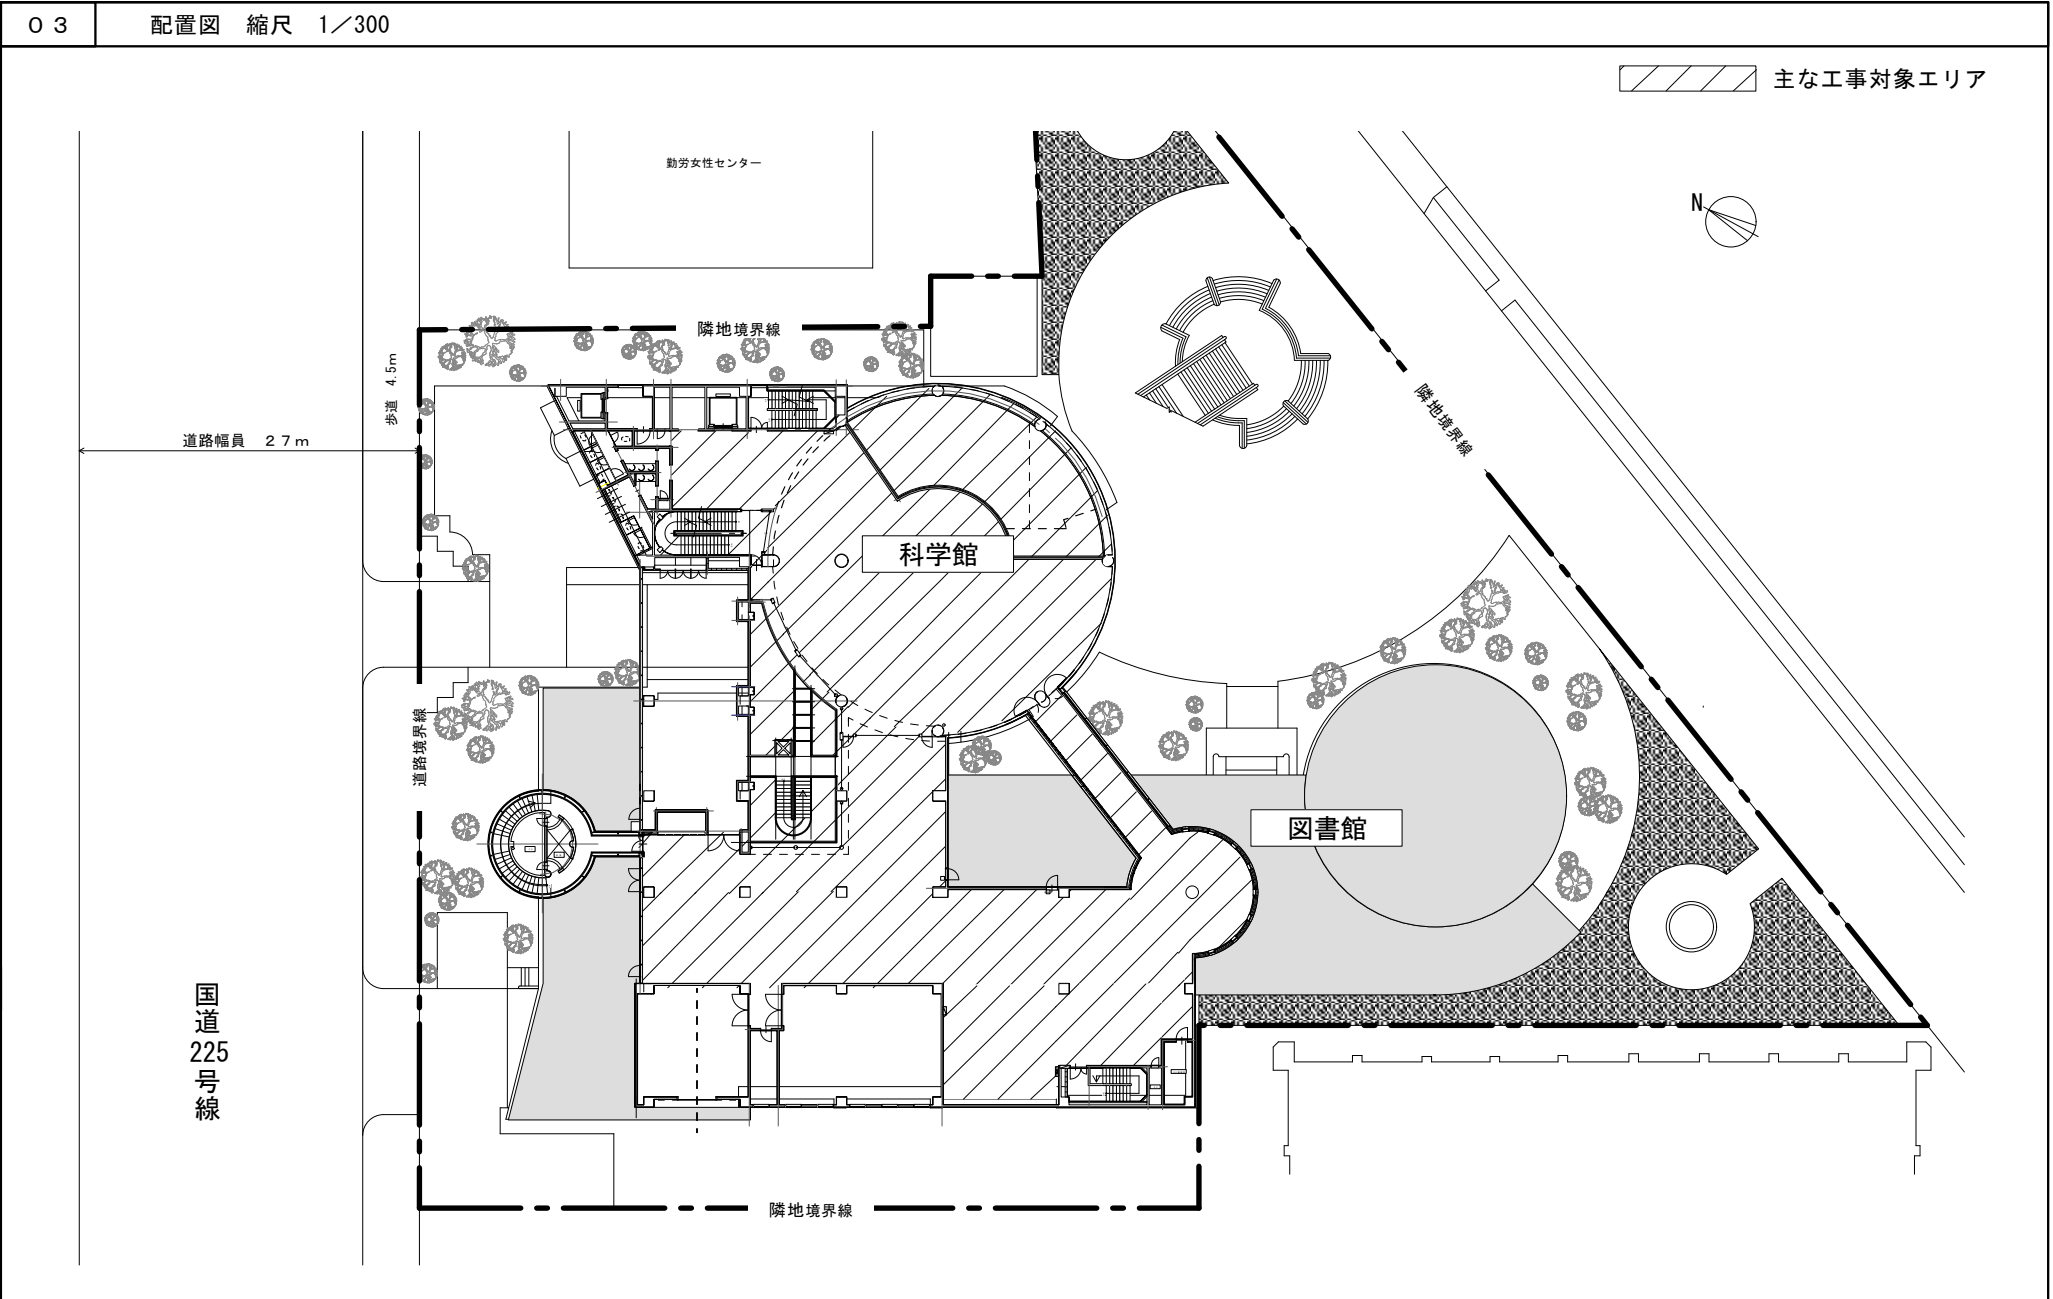 ０３
配置図　縮尺　1／300
主な工事対象エリア
勤労女性センター
N
隣地境界線
歩道　4.5m
道路幅員　２７ｍ
隣地境界線
科学館
道路境界線
図書館
国道225号線
隣地境界線